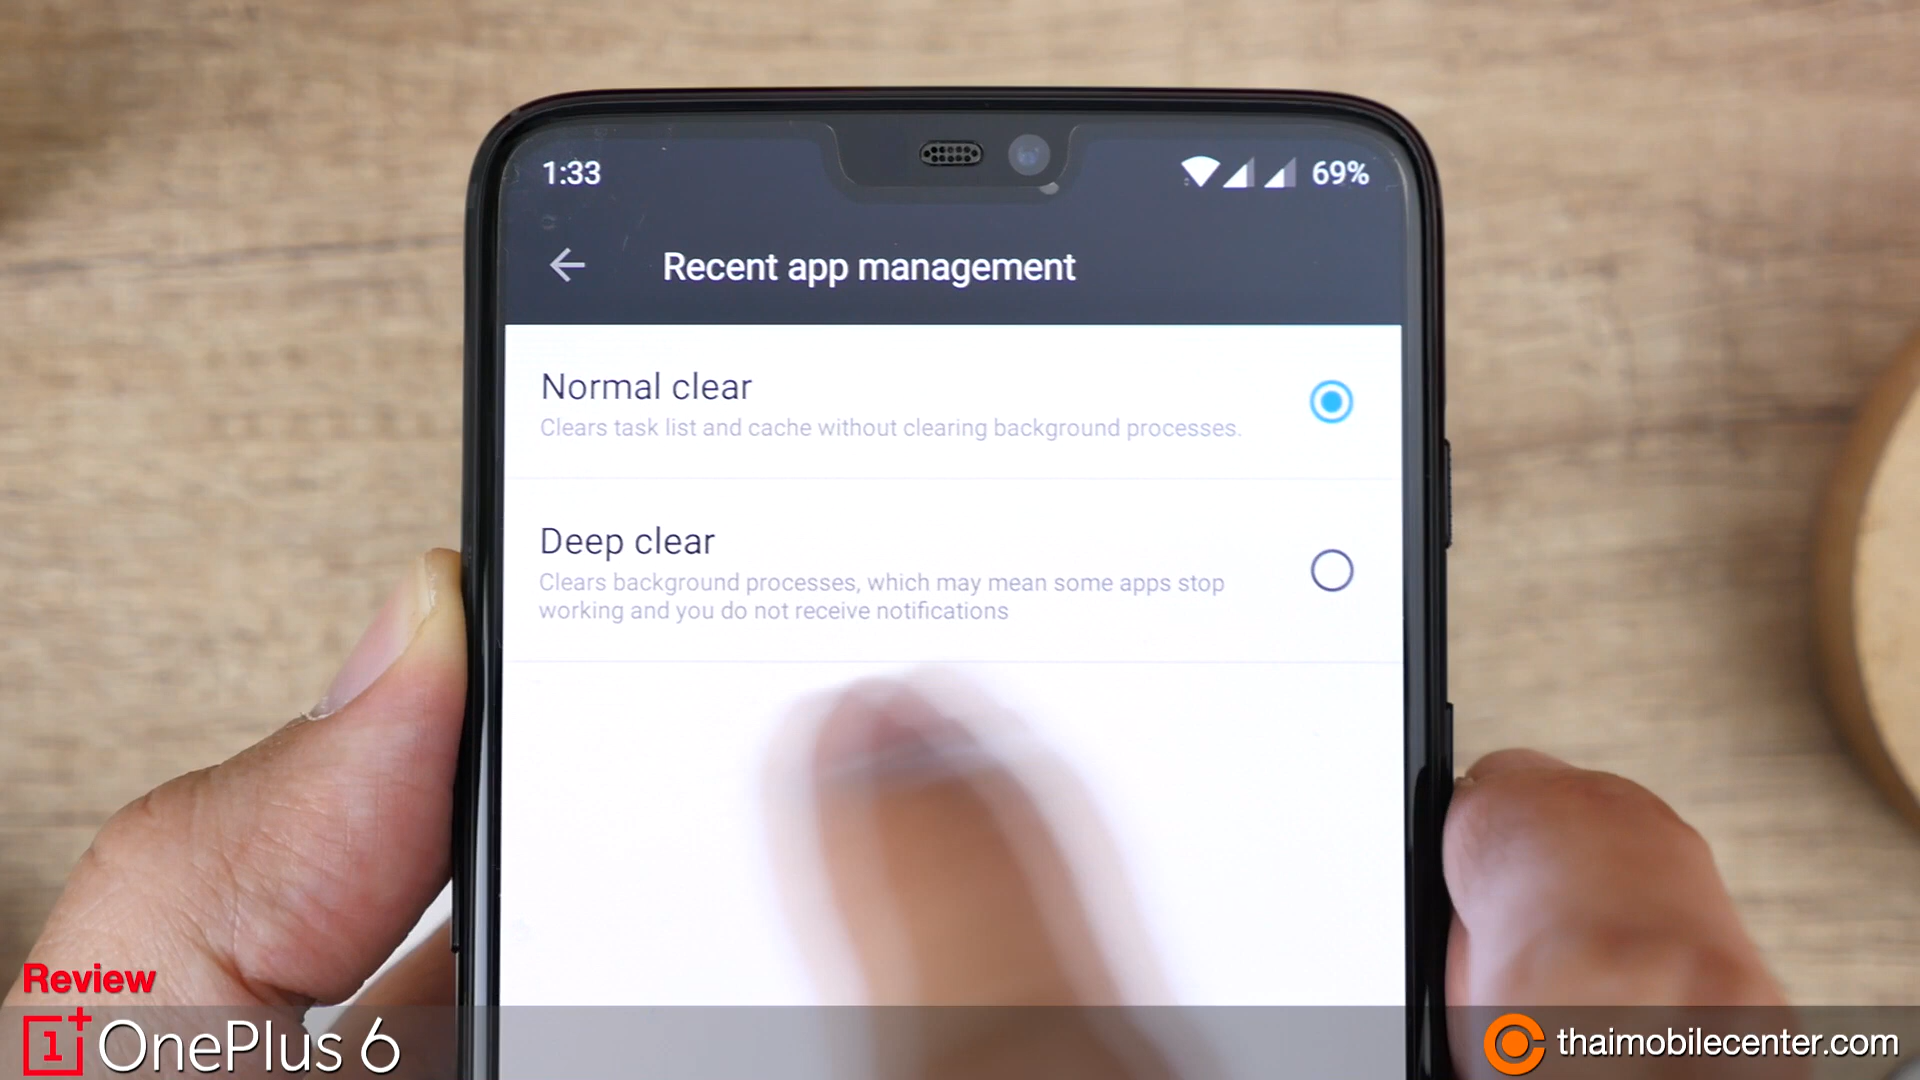 1:33
69%
Recent app management
Normal clear
Clears task list and cache without clearing background processes.
Deep clear
Clears background processes, which may mean some apps stop
working and you do not receive notifications
Review
OnePlus 6
thaimobilecenter.com